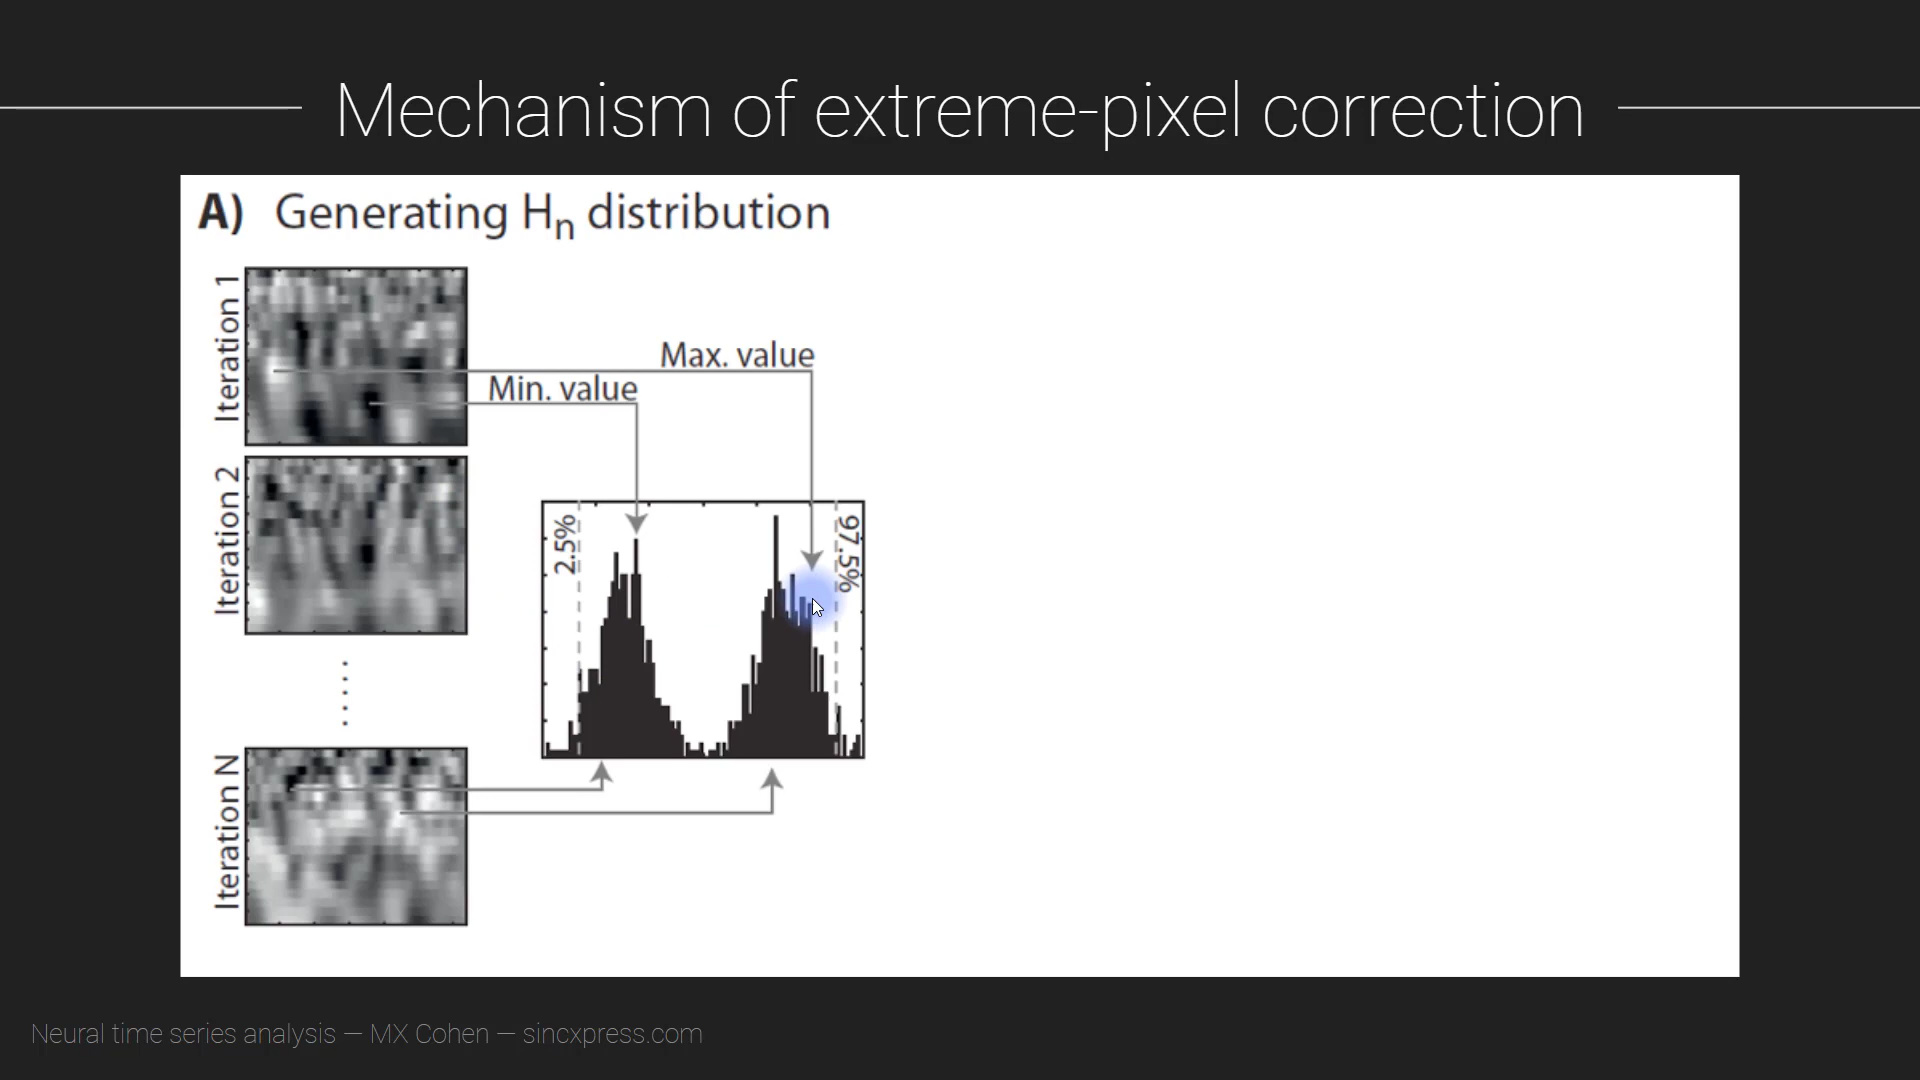 Mechanism of extreme-pixel correction
A) Generating Hn distribution
Iteration 1
Max. value
Min. value
Iteration 2
2.5%
97.5%
Iteration N
Neural time series analysis — MX Cohen — sincxpress.com